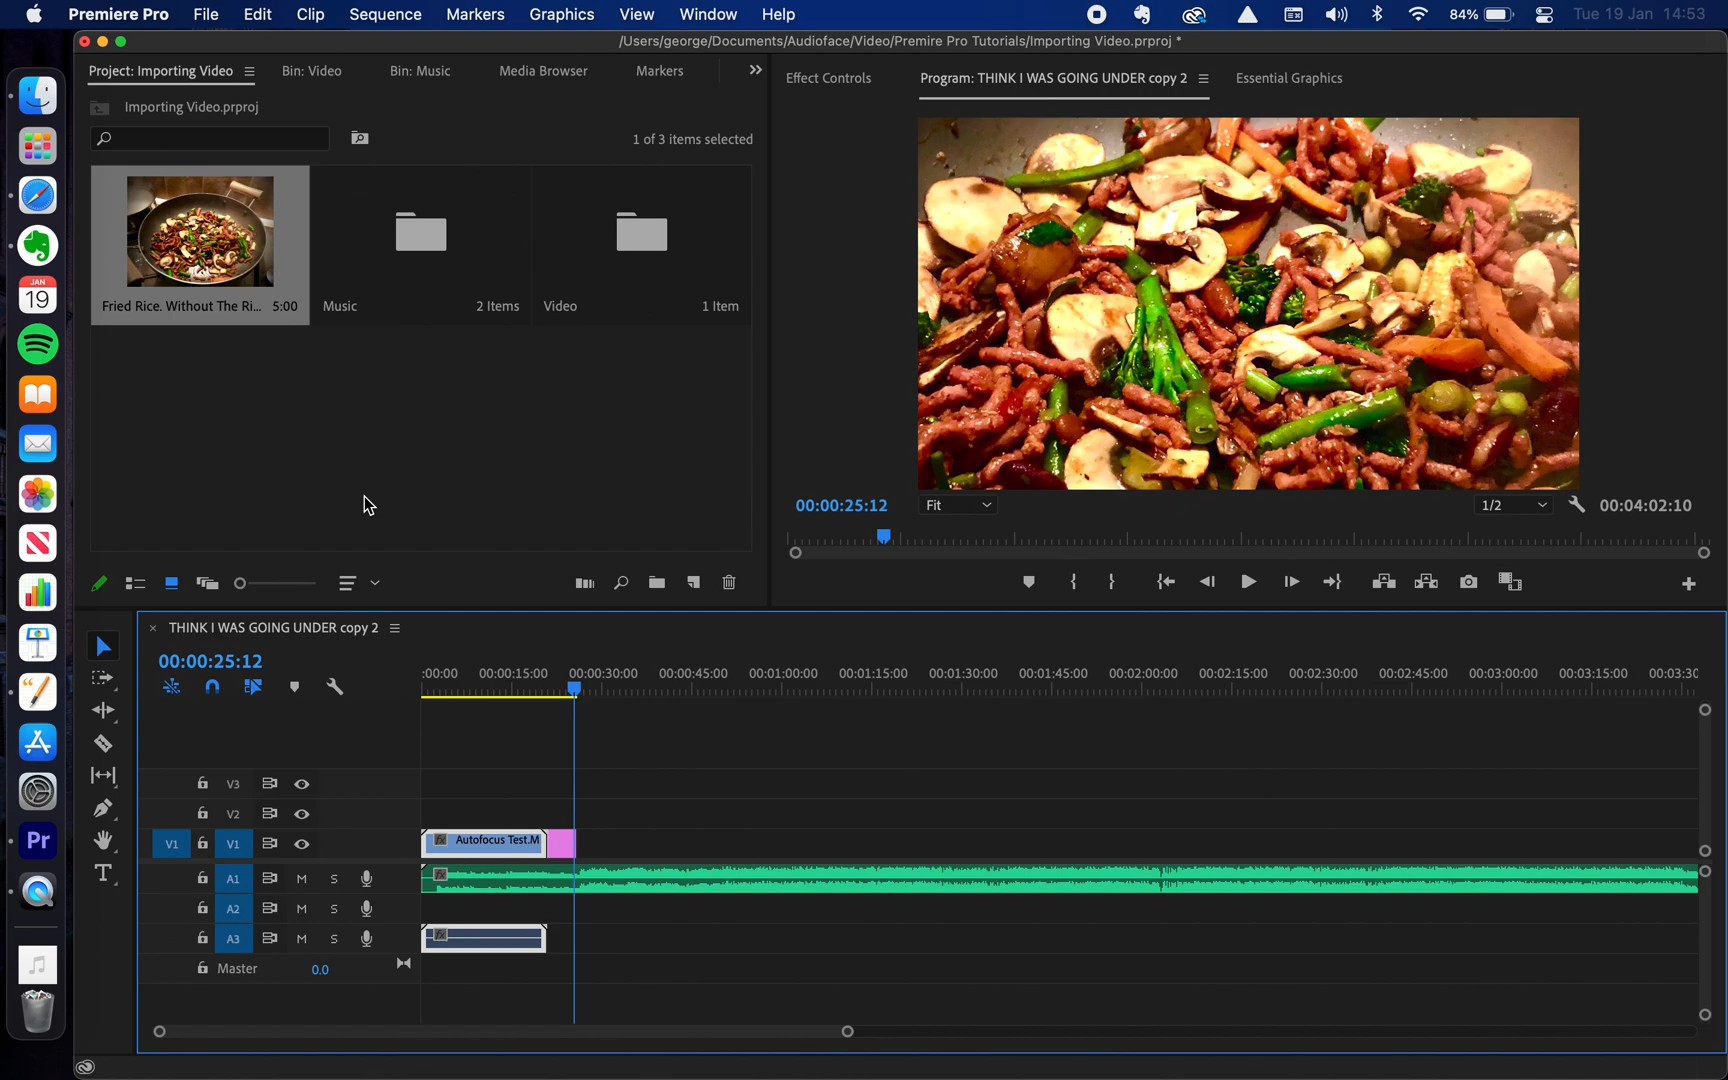 Premiere Pro File Edit Clip Sequence Markers Graphics View Window Help 84% Tue 19 Jan 14:53
/Users/george/Documents/Audioface/Video/Premire Pro Tutorials/Importing Video.prproj *
Project: Importing Video Bin: Video Bin: Music Media Browser Markers
Effect Controls Program: THINK I WAS GOING UNDER copy 2 Essential Graphics
Importing Video.prproj
1 of 3 items selected
Fried Rice. Without The Ri... 5:00 Music 2 Items Video 1 Item
JAN
19
00:00:25:12 Fit 1/2 00:04:02:10
THINK I WAS GOING UNDER copy 2
00:00:25:12
:00:00 00:00:15:00 00:00:30:00 00:00:45:00 00:01:00:00 00:01:15:00 00:01:30:00 00:01:45:00 00:02:00:00 00:02:15:00 00:02:30:00 00:02:45:00 00:03:00:00 00:03:15:00 00:03:30
V3
V2
V1 V1 fx Autofocus Test.M
Pr
A1 M S fx
A2 M S
A3 M S fx
Master 0.0